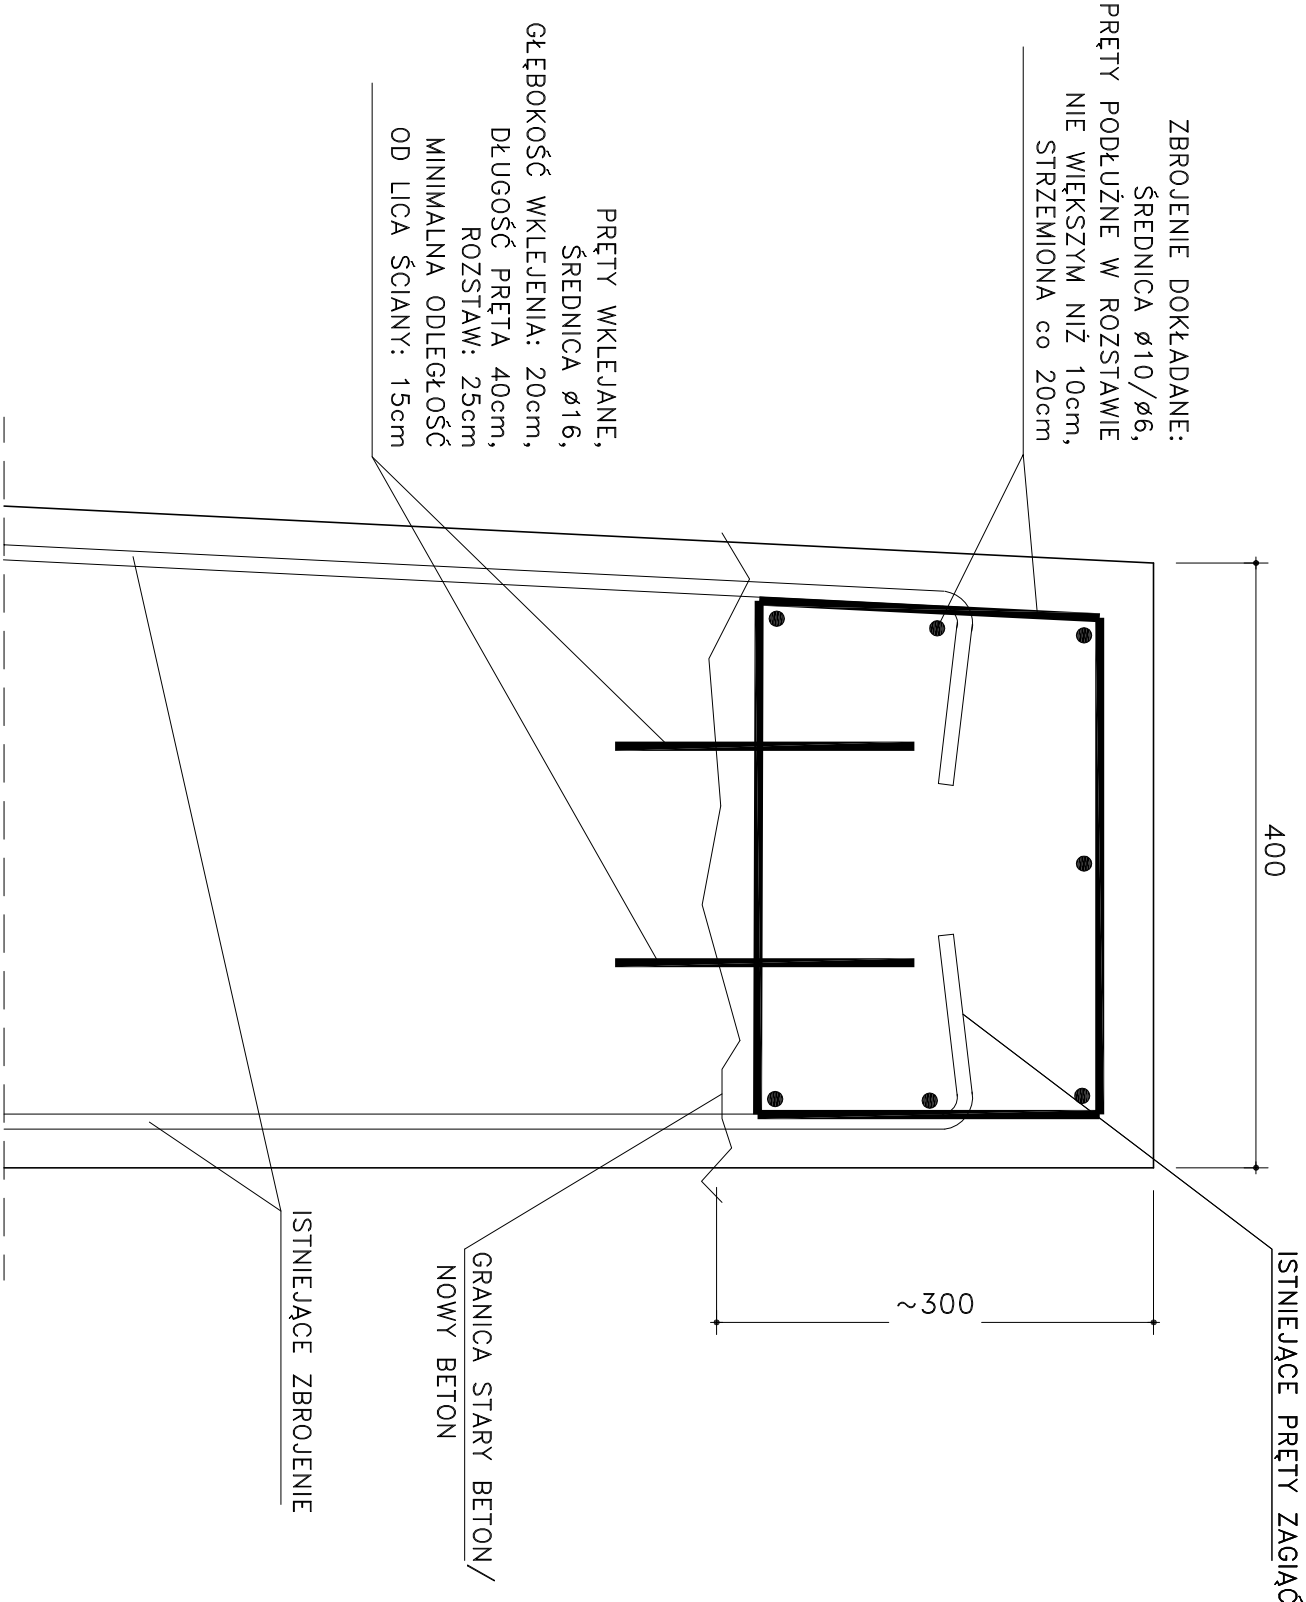 ZBROJENIE DOKŁADANE:
ŚREDNICA ø10/ø6,
PRĘTY PODŁUŻNE W ROZSTAWIE
NIE WIĘKSZYM NIŻ 10cm,
STRZEMIONA co 20cm
PRĘTY WKLEJANE,
ŚREDNICA ø16,
GŁĘBOKOŚĆ WKLEJENIA: 20cm,
DŁUGOŚĆ PRĘTA 40cm,
ROZSTAW: 25cm
MINIMALNA ODLEGŁOŚĆ
OD LICA ŚCIANY: 15cm
400
~300
ISTNIEJĄCE PRĘTY ZAGIĄĆ
GRANICA STARY BETON/
NOWY BETON
ISTNIEJĄCE ZBROJENIE